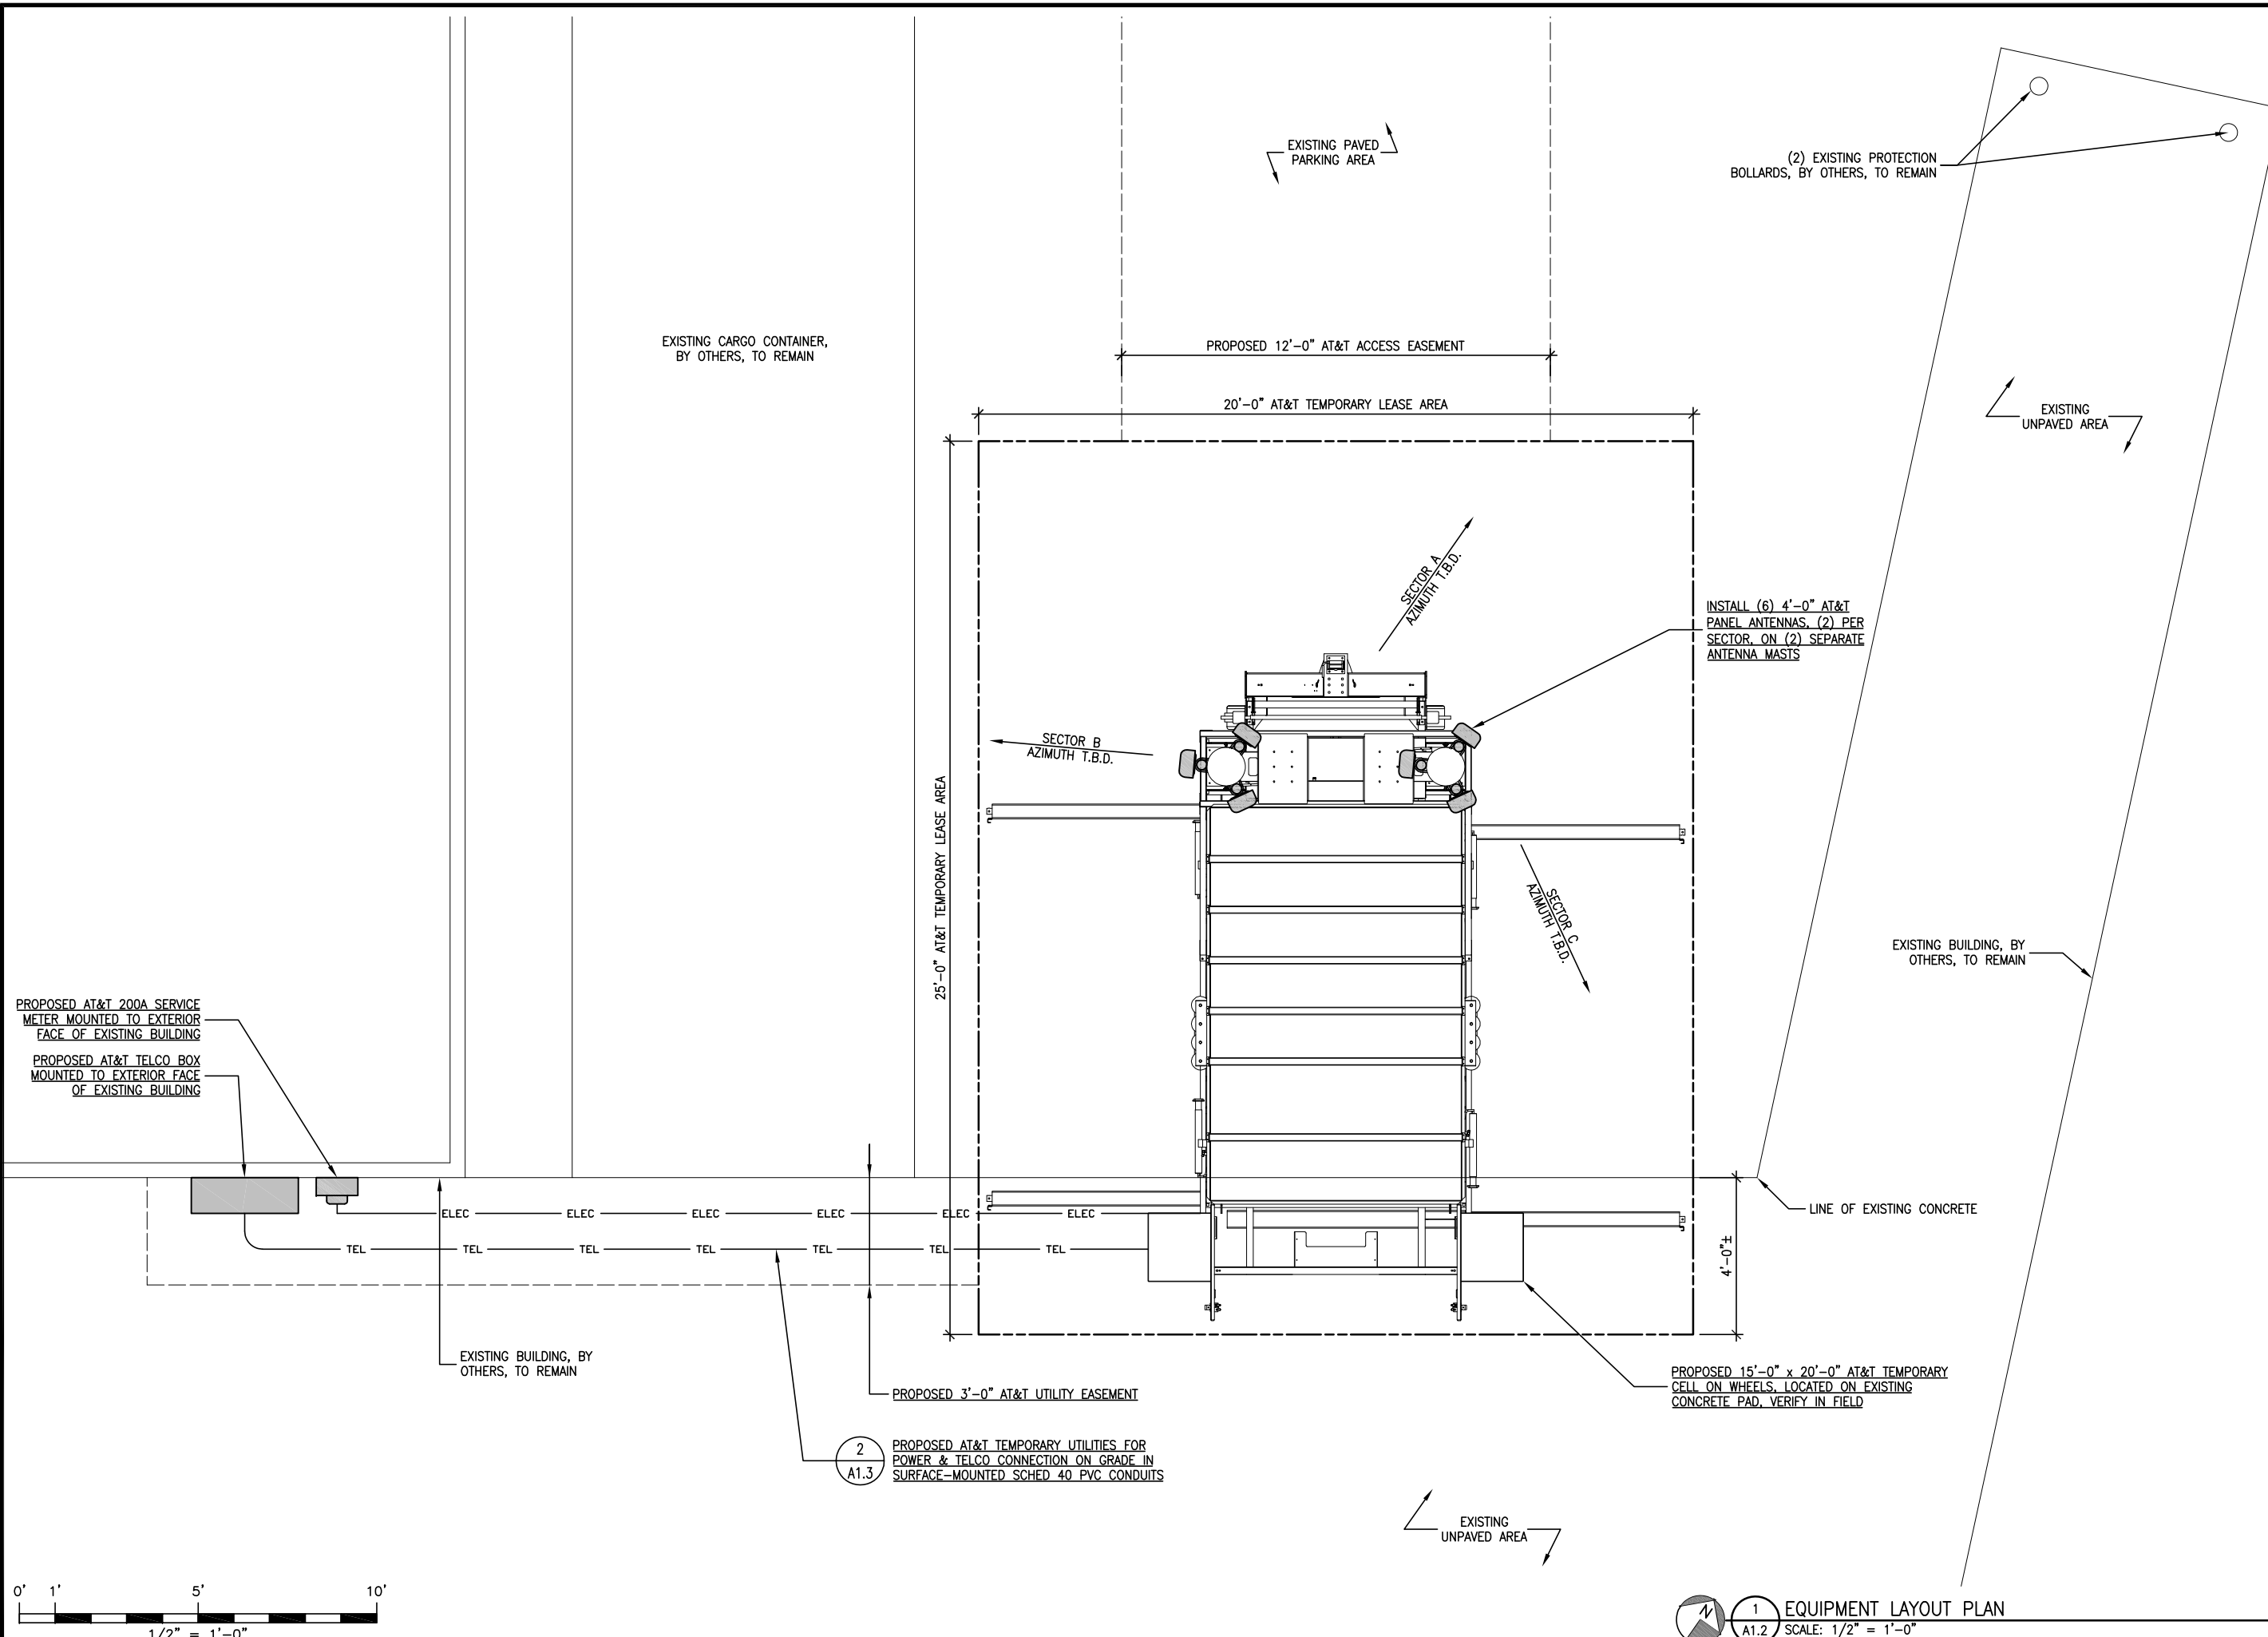 EXISTING PAVED
PARKING AREA
(2) EXISTING PROTECTION
BOLLARDS, BY OTHERS, TO REMAIN
EXISTING CARGO CONTAINER,
BY OTHERS, TO REMAIN
PROPOSED 12'-0" AT&T ACCESS EASEMENT
20'-0" AT&T TEMPORARY LEASE AREA
EXISTING
UNPAVED AREA
SECTOR A
AZIMUTH T.B.D.
INSTALL (6) 4'-0" AT&T
PANEL ANTENNAS, (2) PER
SECTOR, ON (2) SEPARATE
ANTENNA MASTS
SECTOR B
AZIMUTH T.B.D.
25'-0" AT&T TEMPORARY LEASE AREA
SECTOR C
AZIMUTH T.B.D.
EXISTING BUILDING, BY
OTHERS, TO REMAIN
PROPOSED AT&T 200A SERVICE
METER MOUNTED TO EXTERIOR
FACE OF EXISTING BUILDING
PROPOSED AT&T TELCO BOX
MOUNTED TO EXTERIOR FACE
OF EXISTING BUILDING
LINE OF EXISTING CONCRETE
ELEC ELEC ELEC ELEC ELEC ELEC
TEL TEL TEL TEL TEL TEL TEL
4'-0"±
EXISTING BUILDING, BY
OTHERS, TO REMAIN
PROPOSED 3'-0" AT&T UTILITY EASEMENT
PROPOSED 15'-0" x 20'-0" AT&T TEMPORARY
CELL ON WHEELS, LOCATED ON EXISTING
CONCRETE PAD, VERIFY IN FIELD
2
A1.3
PROPOSED AT&T TEMPORARY UTILITIES FOR
POWER & TELCO CONNECTION ON GRADE IN
SURFACE-MOUNTED SCHED 40 PVC CONDUITS
EXISTING
UNPAVED AREA
0' 1' 5' 10'
1/2" = 1'-0"
N
1
A1.2
EQUIPMENT LAYOUT PLAN
SCALE: 1/2" = 1'-0"